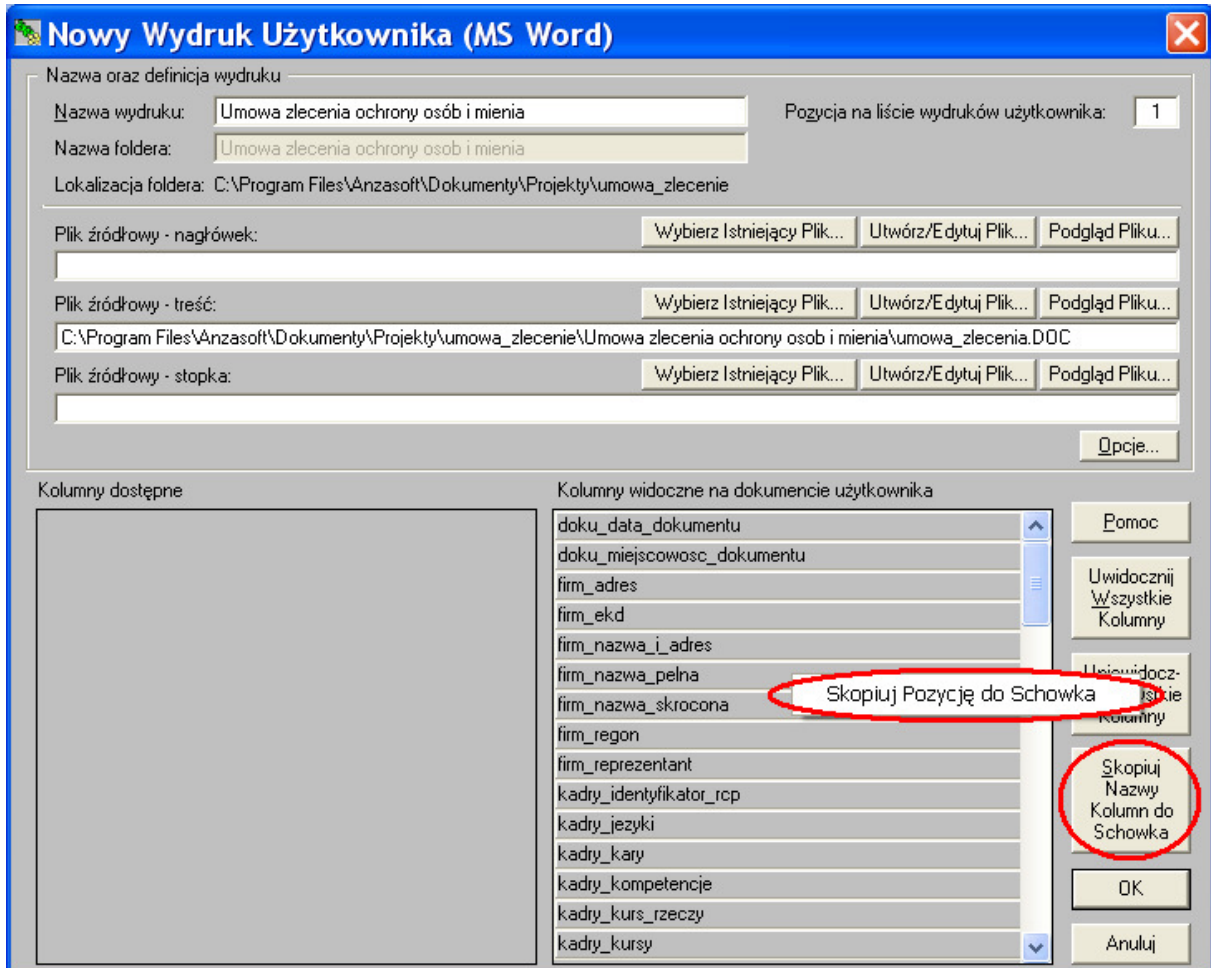 Nowy Wydruk Użytkownika (MS Word)
Nazwa oraz definicja wydruku
Nazwa wydruku: Umowa zlecenia ochrony osób i mienia Pozycja na liście wydruków użytkownika: 1
Nazwa foldera: Umowa zlecenia ochrony osob i mienia
Lokalizacja foldera: C:\Program Files\Anzasoft\Dokumenty\Projekty\umowa_zlecenie
Plik źródłowy - nagłówek: Wybierz Istniejący Plik... Utwórz/Edytuj Plik... Podgląd Pliku...
Plik źródłowy - treść: Wybierz Istniejący Plik... Utwórz/Edytuj Plik... Podgląd Pliku...
C:\Program Files\Anzasoft\Dokumenty\Projekty\umowa_zlecenie\Umowa zlecenia ochrony osob i mienia\umowa_zlecenia.DOC
Plik źródłowy - stopka: Wybierz Istniejący Plik... Utwórz/Edytuj Plik... Podgląd Pliku...
Opcje...
Kolumny dostępne
Kolumny widoczne na dokumencie użytkownika
doku_data_dokumentu
doku_miejscowosc_dokumentu
firm_adres
firm_ekd
firm_nazwa_i_adres
firm_nazwa_pelna
firm_nazwa_skrocona
firm_regon
firm_reprezentant
kadry_identyfikator_rcp
kadry_jezyki
kadry_kary
kadry_kompetencje
kadry_kurs_rzeczy
kadry_kursy
Skopiuj Pozycję do Schowka
Pomoc
Uwidocznij
Wszystkie
Kolumny
Kolumny
Skopiuj
Nazwy
Kolumn do
Schowka
OK
Anuluj